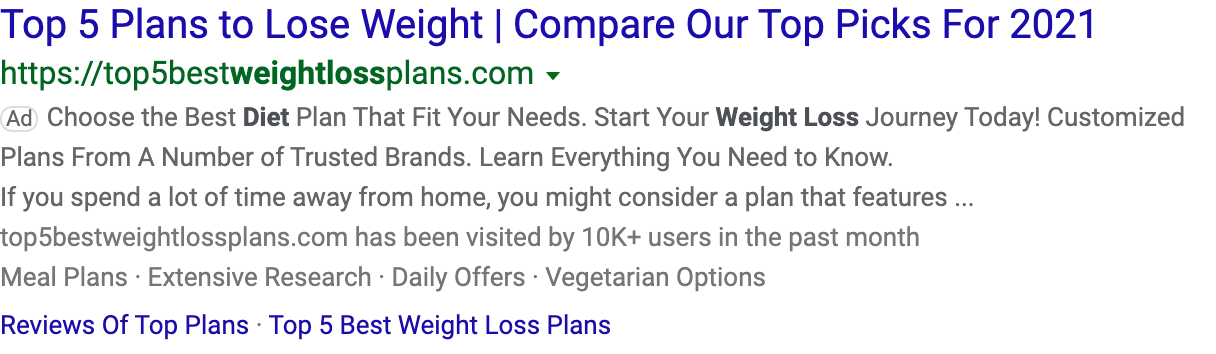 Top 5 Plans to Lose Weight | Compare Our Top Picks For 2021
https://top5bestweightlossplans.com
Ad Choose the Best Diet Plan That Fit Your Needs. Start Your Weight Loss Journey Today! Customized
Plans From A Number of Trusted Brands. Learn Everything You Need to Know.
If you spend a lot of time away from home, you might consider a plan that features ...
top5bestweightlossplans.com has been visited by 10K+ users in the past month
Meal Plans · Extensive Research · Daily Offers · Vegetarian Options
Reviews Of Top Plans · Top 5 Best Weight Loss Plans